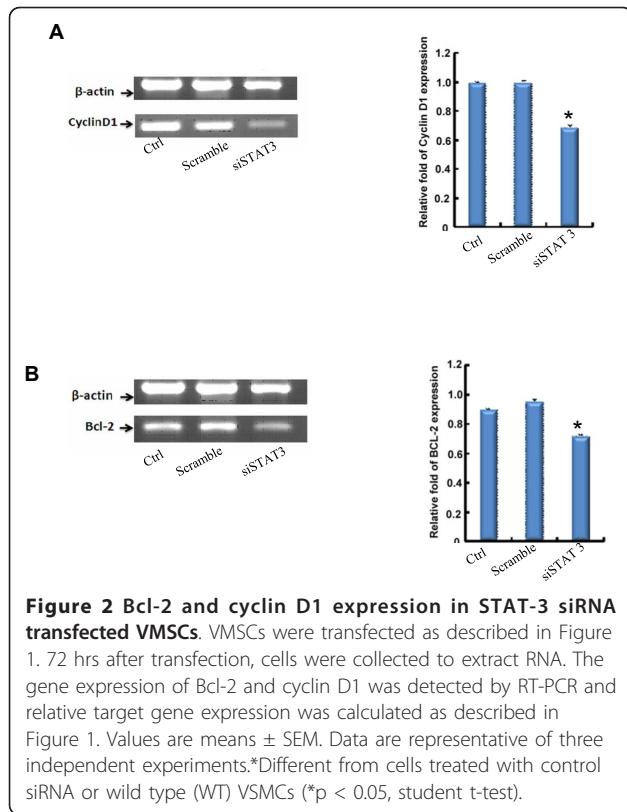 A
β-actin
CyclinD1
Ctrl
Scramble
siSTAT3
Relative fold of Cyclin D1 expression
1.2
1.0
0.8
0.6
0.4
0.2
0
*
Ctrl
Scramble
siSTAT 3
B
β-actin
Bcl-2
Ctrl
Scramble
siSTAT3
Relative fold of BCL-2 expression
1.2
1.0
0.8
0.6
0.4
0.2
0
*
Ctrl
Scramble
siSTAT 3
Figure 2 Bcl-2 and cyclin D1 expression in STAT-3 siRNA
transfected VMSCs. VMSCs were transfected as described in Figure
1. 72 hrs after transfection, cells were collected to extract RNA. The
gene expression of Bcl-2 and cyclin D1 was detected by RT-PCR and
relative target gene expression was calculated as described in
Figure 1. Values are means ± SEM. Data are representative of three
independent experiments.*Different from cells treated with control
siRNA or wild type (WT) VSMCs (*p < 0.05, student t-test).